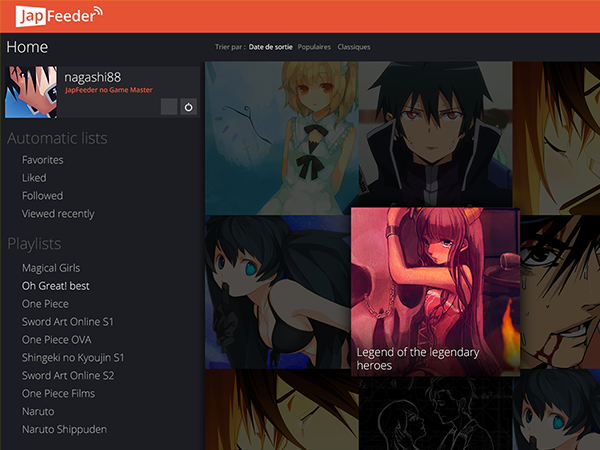 JapFeeder
Home
Trier par : Date de sortie Populaires Classiques
nagashi88
JapFeeder no Game Master
Automatic lists
Favorites
Liked
Followed
Viewed recently
Playlists
Magical Girls
Oh Great! best
One Piece
Sword Art Online S1
One Piece OVA
Shingeki no Kyoujin S1
Sword Art Online S2
One Piece Films
Naruto
Naruto Shippuden
Legend of the legendary
heroes